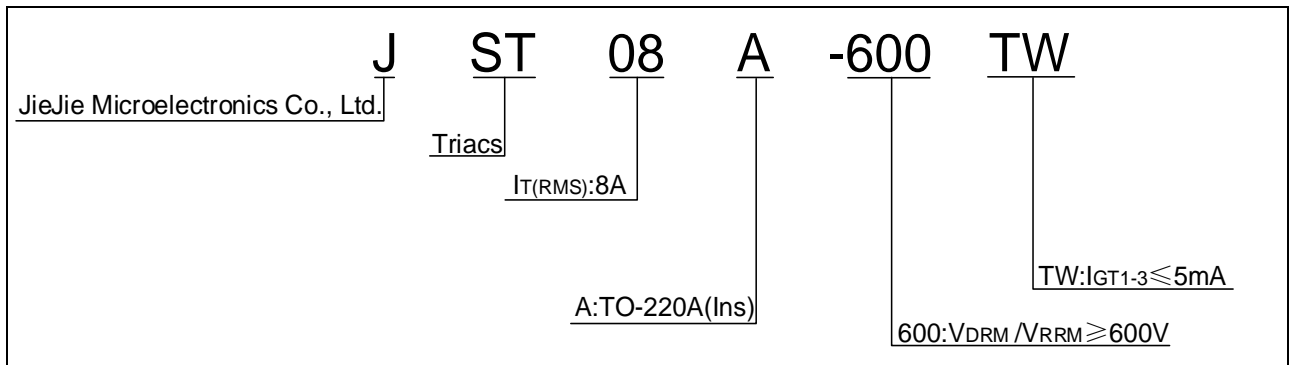 J ST 08 A -600 TW
JieJie Microelectronics Co., Ltd.
Triacs
IT(RMS):8A
TW:IGT1-3≤5mA
A:TO-220A(Ins)
600:VDRM /VRRM≥600V